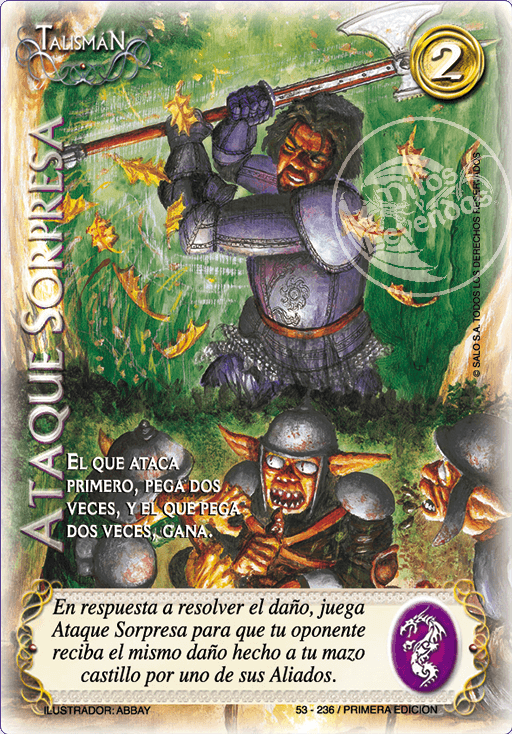 TALISMÁN
2
ATAQUE SORPRESA
Mitos
y
Leyendas
© SALO S.A. TODOS LOS DERECHOS RESERVADOS
EL QUE ATACA
PRIMERO, PEGA DOS
VECES, Y EL QUE PEGA
DOS VECES, GANA.
En respuesta a resolver el daño, juega
Ataque Sorpresa para que tu oponente
reciba el mismo daño hecho a tu mazo
castillo por uno de sus Aliados.
ILUSTRADOR: ABBAY
53 - 236 / PRIMERA EDICION